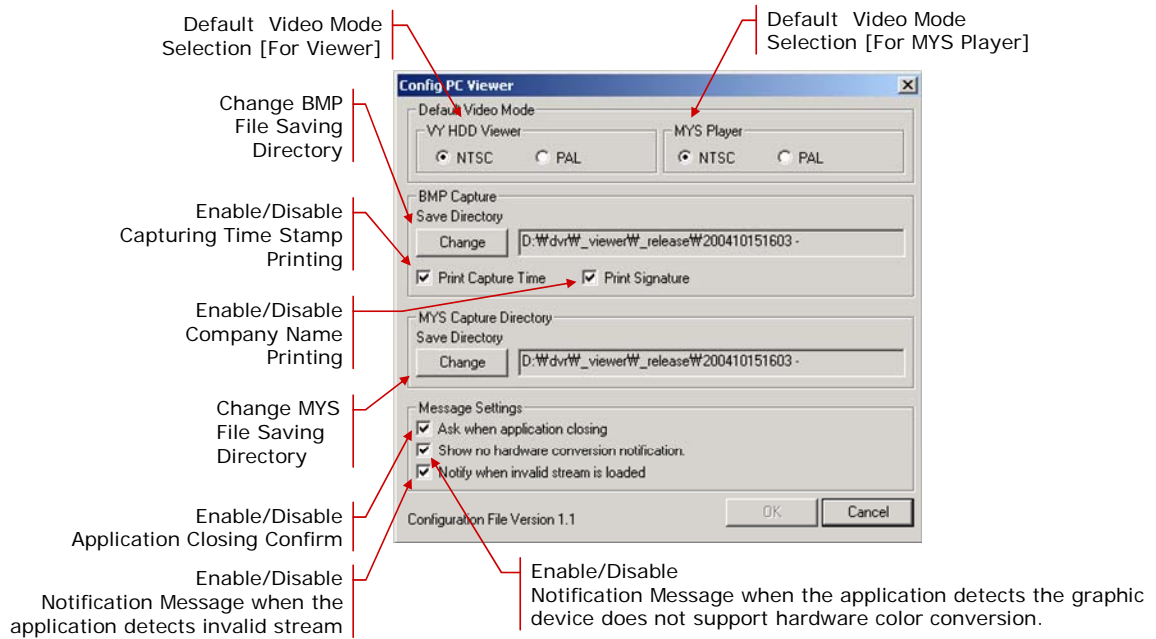 Default Video Mode
Selection [For Viewer]
Default Video Mode
Selection [For MYS Player]
Change BMP
File Saving
Directory
Enable/Disable
Capturing Time Stamp
Printing
Enable/Disable
Company Name
Printing
Change MYS
File Saving
Directory
Enable/Disable
Application Closing Confirm
Enable/Disable
Notification Message when the
application detects invalid stream
Config PC Viewer
Default Video Mode
VY HDD Viewer
NTSC PAL
MYS Player
NTSC PAL
BMP Capture
Save Directory
Change D:₩dvr₩_viewer₩_release₩200410151603 -
Print Capture Time Print Signature
MYS Capture Directory
Save Directory
Change D:₩dvr₩_viewer₩_release₩200410151603 -
Message Settings
Ask when application closing
Show no hardware conversion notification.
Notify when invalid stream is loaded
Configuration File Version 1.1
OK Cancel
Enable/Disable
Notification Message when the application detects the graphic
device does not support hardware color conversion.